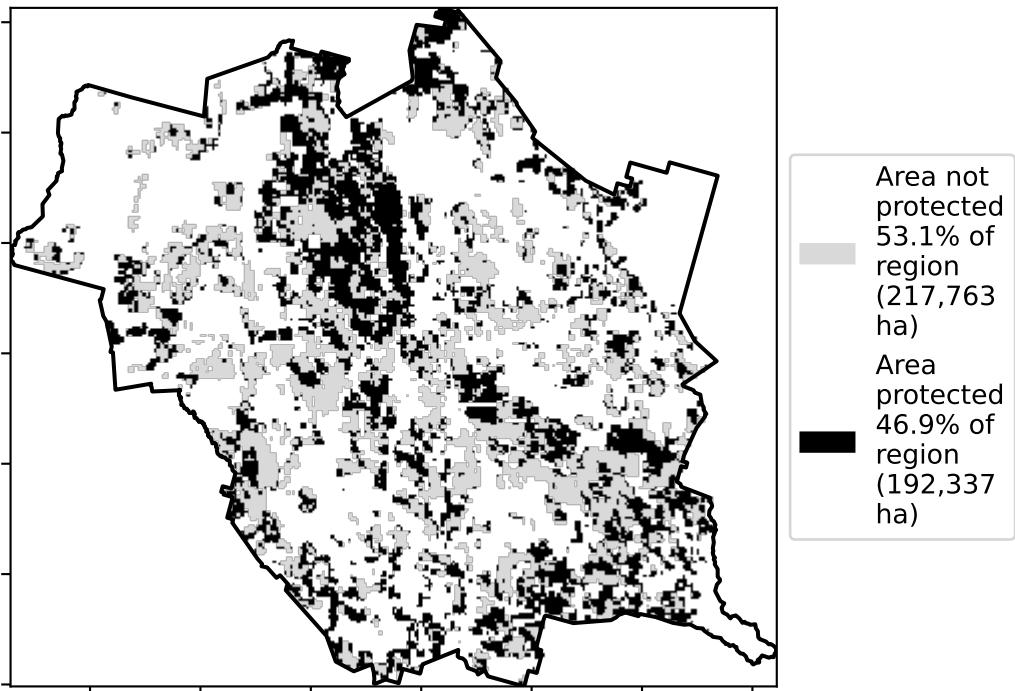 Area not
protected
53.1% of
region
(217,763
ha)
Area
protected
46.9% of
region
(192,337
ha)